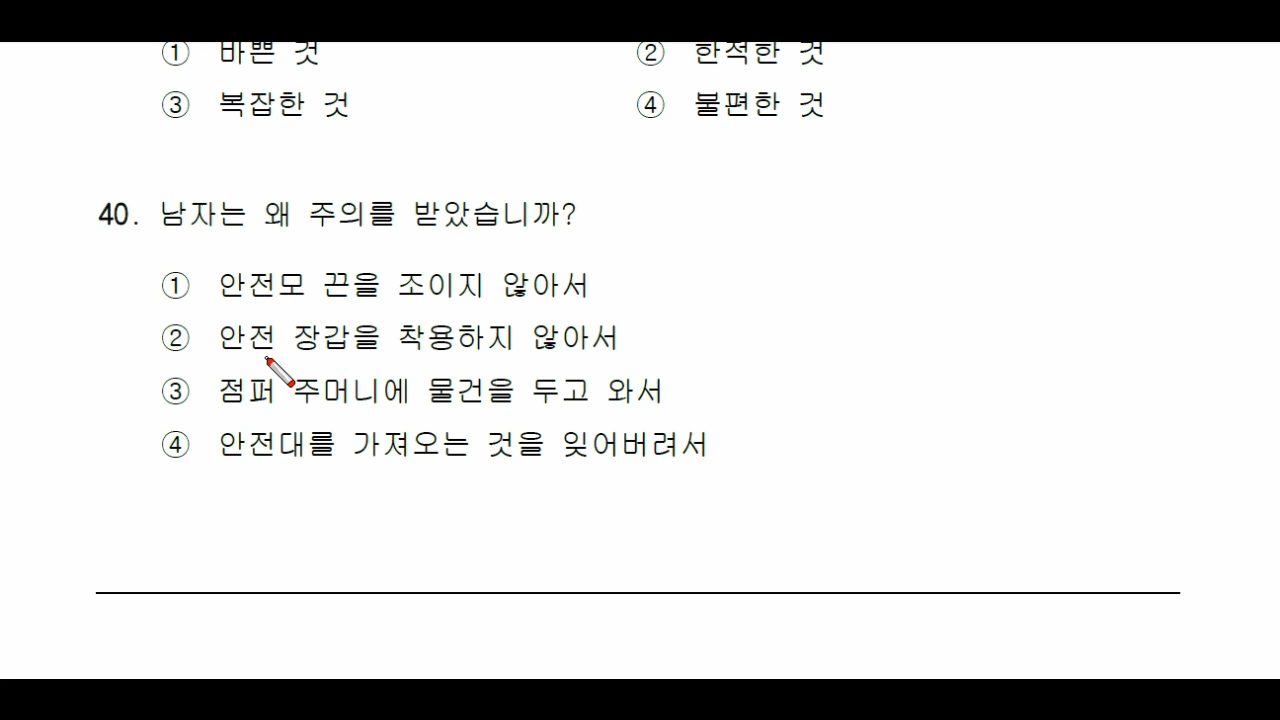 ① 바쁜 것 ② 한적한 것
③ 복잡한 것 ④ 불편한 것
40. 남자는 왜 주의를 받았습니까?
① 안전모 끈을 조이지 않아서
② 안전 장갑을 착용하지 않아서
③ 점퍼 주머니에 물건을 두고 와서
④ 안전대를 가져오는 것을 잊어버려서